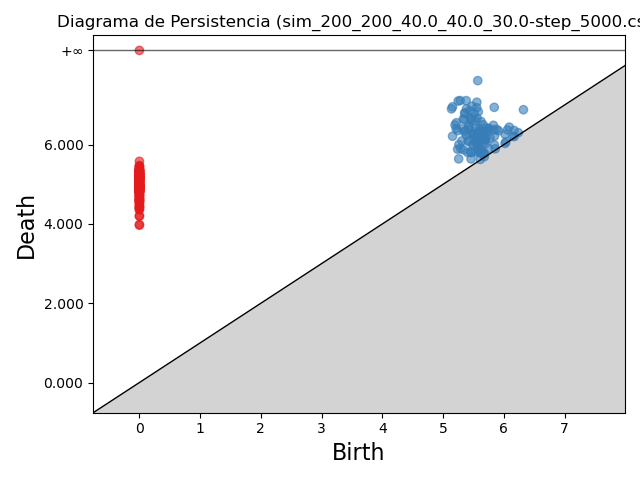 Diagrama de Persistencia (sim_200_200_40.0_40.0_30.0-step_5000.cs
+∞
6.000
4.000
2.000
0.000
Death
0 1 2 3 4 5 6 7
Birth